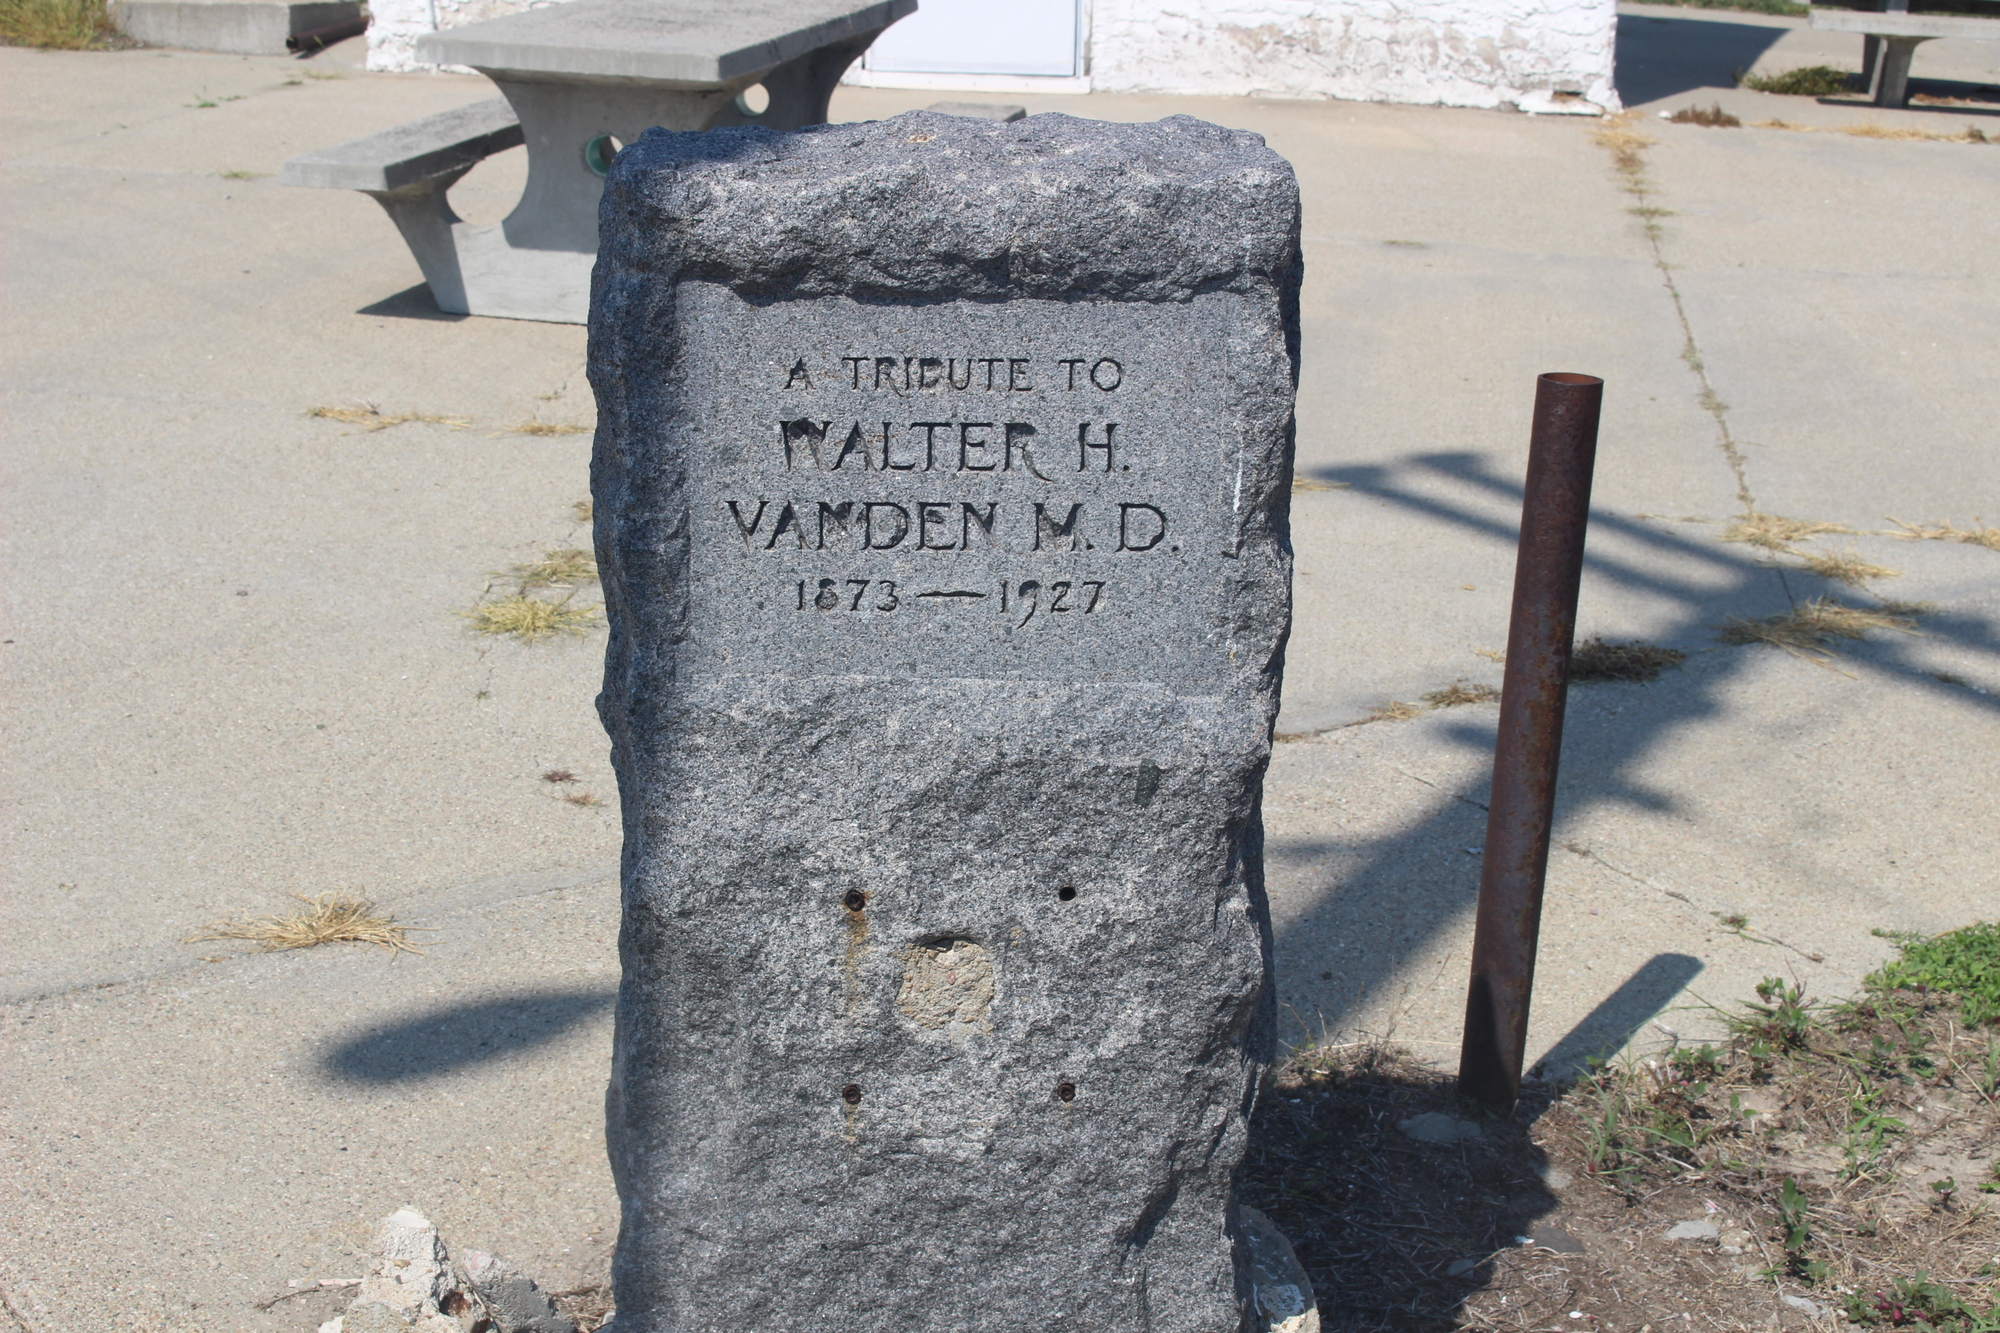 A TRIBUTE TO
WALTER H.
VANDEN M. D.
1873 — 1927